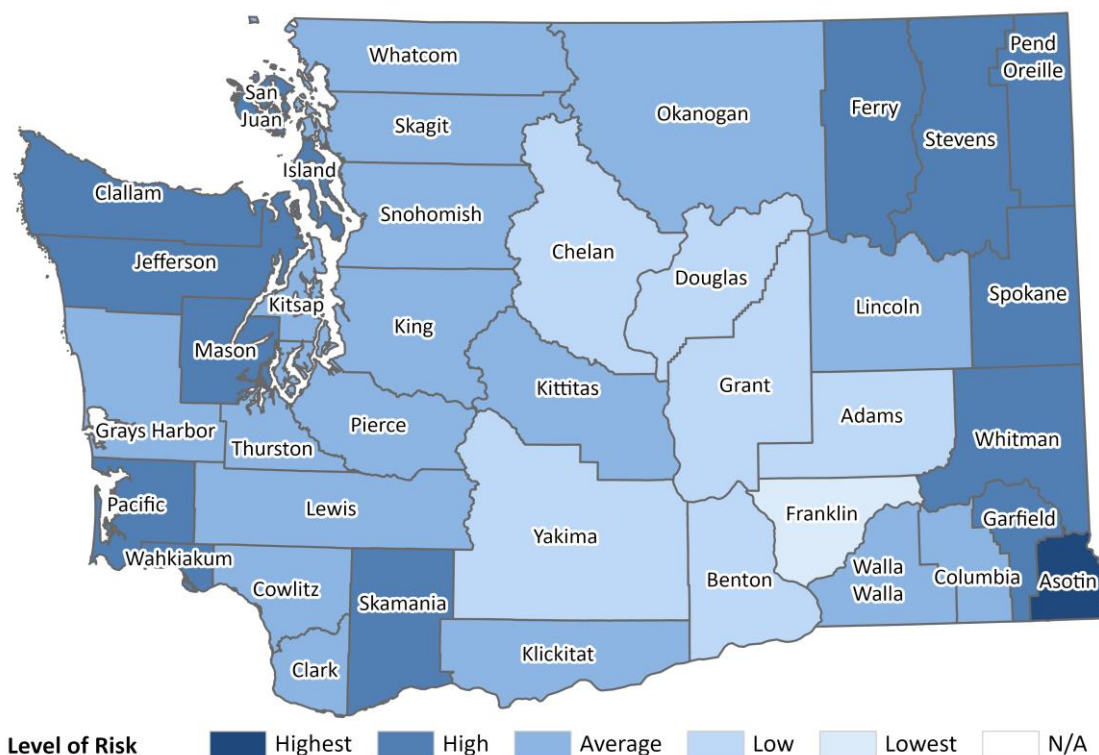 Whatcom
San
Juan
Skagit
Okanogan
Ferry
Stevens
Pend
Oreille
Island
Clallam
Snohomish
Chelan
Jefferson
Douglas
Kitsap
King
Lincoln
Spokane
Mason
Kittitas
Grant
Adams
Grays Harbor
Thurston
Pierce
Whitman
Pacific
Lewis
Yakima
Franklin
Garfield
Wahkiakum
Cowlitz
Skamania
Benton
Walla
Walla
Columbia
Asotin
Clark
Klickitat
Level of Risk Highest High Average Low Lowest N/A